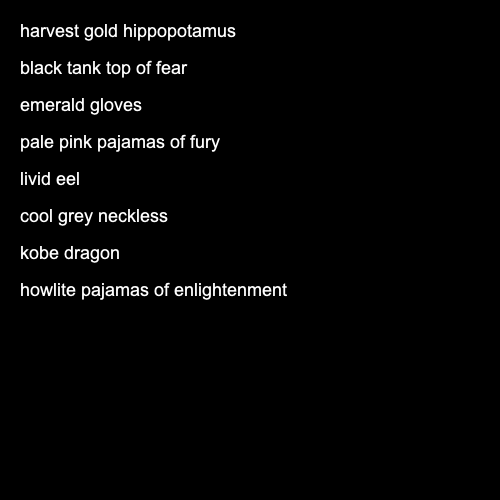 harvest gold hippopotamus
black tank top of fear
emerald gloves
pale pink pajamas of fury
livid eel
cool grey neckless
kobe dragon
howlite pajamas of enlightenment